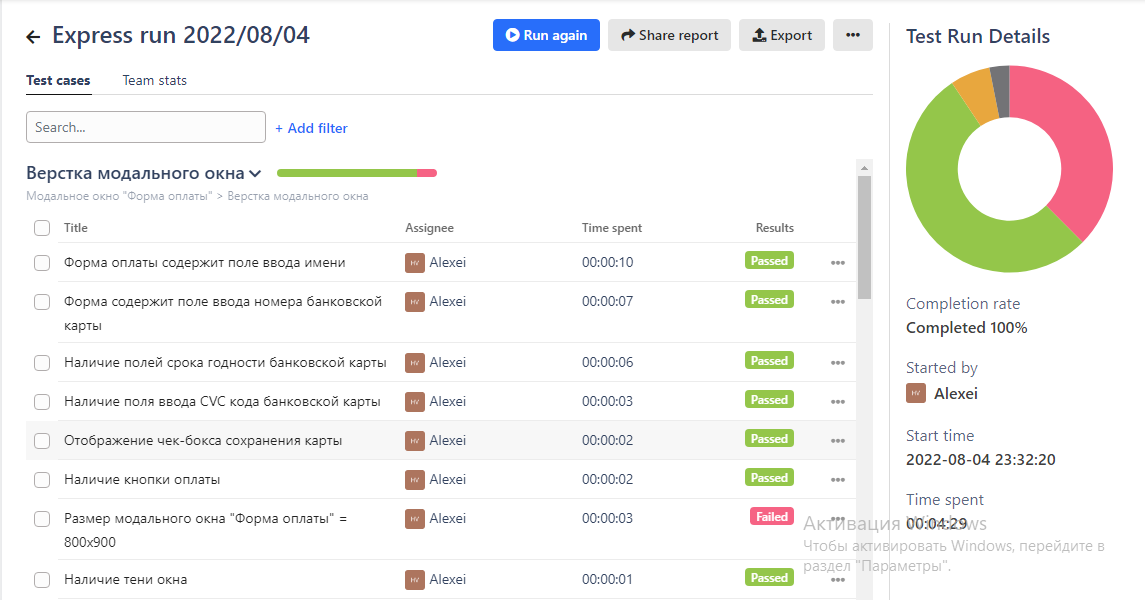 Express run 2022/08/04
Run again
Share report
Export
Test cases
Team stats
Search...
+ Add filter
Верстка модального окна
Модальное окно "Форма оплаты" > Верстка модального окна
Title Assignee Time spent Results
Форма оплаты содержит поле ввода имени HV Alexei 00:00:10 Passed
Форма содержит поле ввода номера банковской HV Alexei 00:00:07 Passed
карты
Наличие полей срока годности банковской карты HV Alexei 00:00:06 Passed
Наличие поля ввода CVC кода банковской карты HV Alexei 00:00:03 Passed
Отображение чек-бокса сохранения карты HV Alexei 00:00:02 Passed
Наличие кнопки оплаты HV Alexei 00:00:02 Passed
Размер модального окна "Форма оплаты" = HV Alexei 00:00:03 Failed
800x900
Наличие тени окна HV Alexei 00:00:01 Passed
Test Run Details
Completion rate
Completed 100%
Started by
HV Alexei
Start time
2022-08-04 23:32:20
Time spent
00:04:29
Активация Windows
Чтобы активировать Windows, перейдите в
раздел "Параметры".